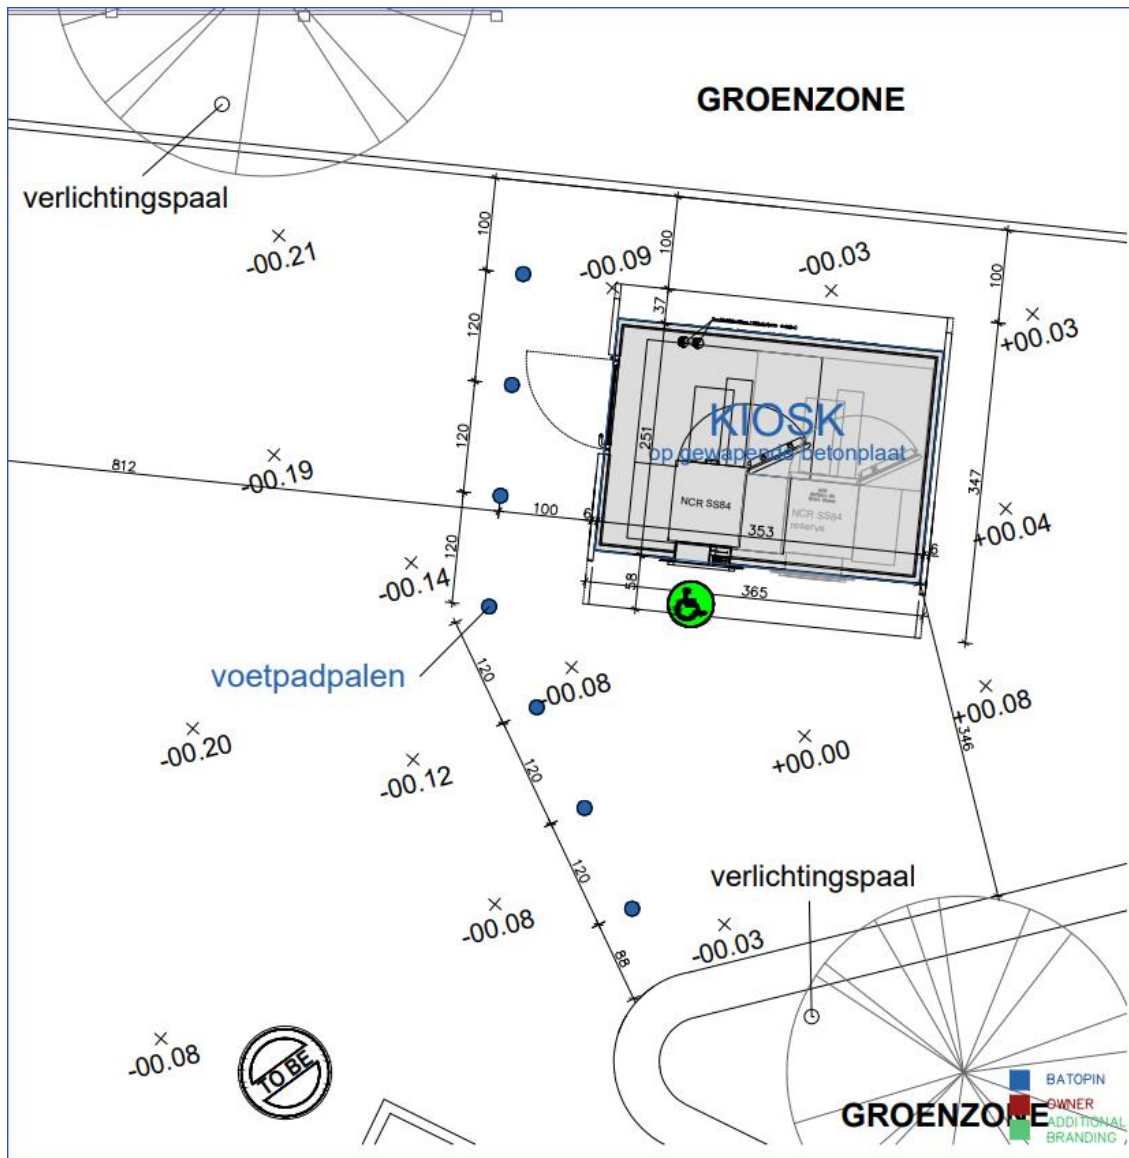 GROENZONE
verlichtingspaal
100
100
100
-00.21
-00.09
-00.03
+00.03
37
120
120
120
120
KIOSK
op gewapende betonplaat
251
347
812
-00.19
100
6
NCR SS84
NCR SS84
reserve
353
6
+00.04
-00.14
58
365
voetpadpalen
120
-00.08
+00.08
346
-00.20
-00.12
+00.00
120
120
verlichtingspaal
-00.08
-00.03
88
-00.08
TO BE
BATOPIN
GROENZONE
OWNER
ADDITIONAL
BRANDING